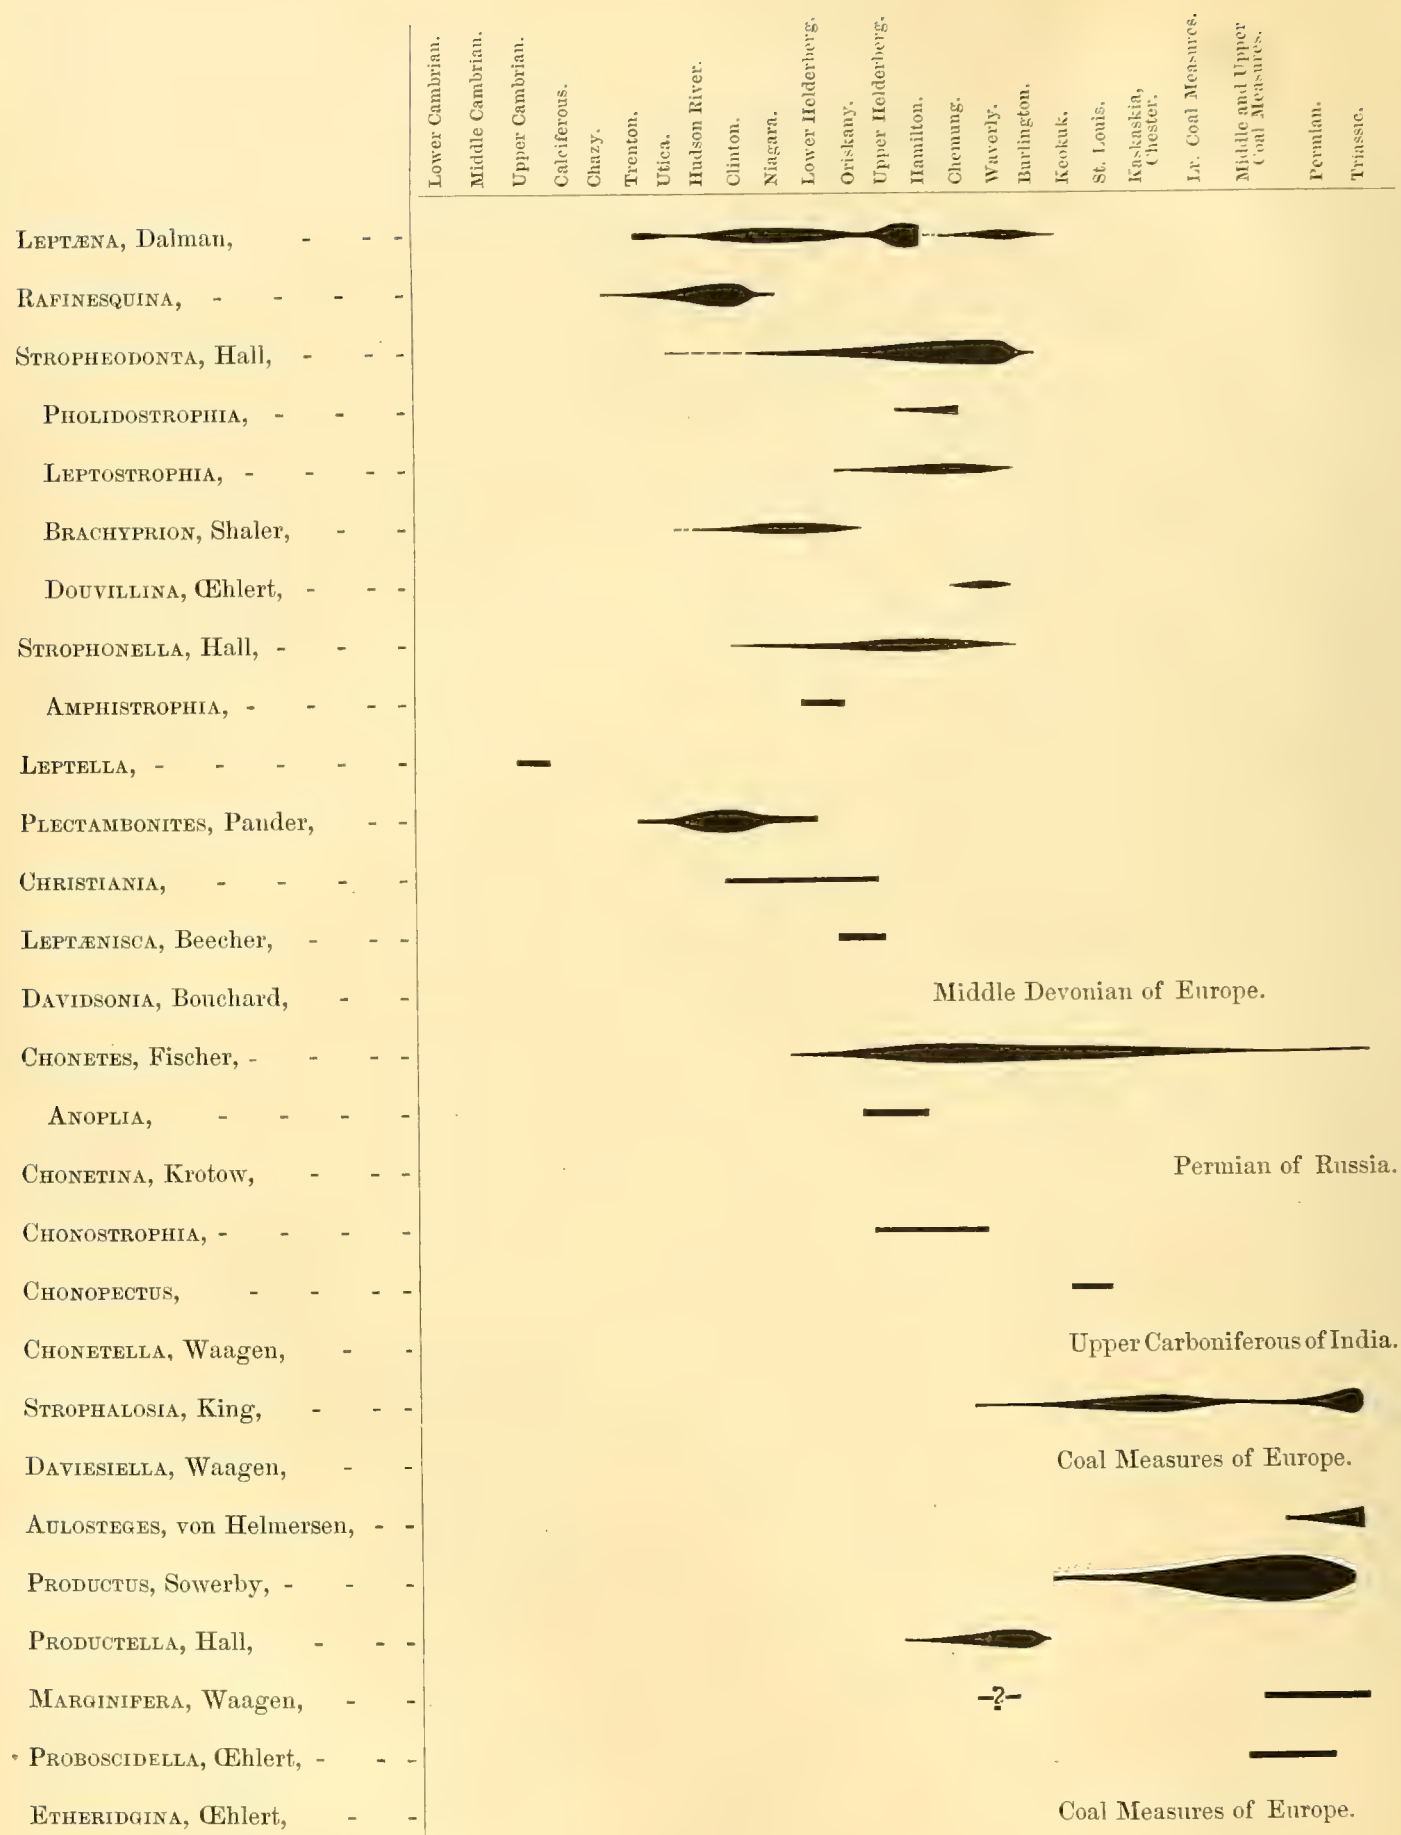 Lower Cambrian.
Middle Cambrian.
Upper Cambrian.
Calciferous.
Chazy.
Trenton.
Utica.
Hudson River.
Clinton.
Niagara.
Lower Helderberg.
Oriskany.
Upper Helderberg.
Hamilton.
Chemung.
Waverly.
Burlington.
Keokuk.
St. Louis.
Kaskaskia,
Chester.
Lr. Coal Measures.
Middle and Upper
Coal Measures.
Permian.
Triassic.
LEPTÆNA, Dalman, - - -
RAFINESQUINA, - - - -
STROPHEODONTA, Hall, - - -
PHOLIDOSTROPHIA, - - -
LEPTOSTROPHIA, - - - -
BRACHYPRION, Shaler, - -
DOUVILLINA, Œhlert, - - -
STROPHONELLA, Hall, - - -
AMPHISTROPHIA, - - - -
LEPTELLA, - - - - -
PLECTAMBONITES, Pander, - -
CHRISTIANIA, - - - -
LEPTÆNISCA, Beecher, - - -
DAVIDSONIA, Bouchard, - - Middle Devonian of Europe.
CHONETES, Fischer, - - - -
ANOPLIA, - - - -
CHONETINA, Krotow, - - - Permian of Russia.
CHONOSTROPHIA, - - - -
CHONOPECTUS, - - - -
CHONETELLA, Waagen, - - Upper Carboniferous of India.
STROPHALOSIA, King, - - -
DAVIESIELLA, Waagen, - - Coal Measures of Europe.
AULOSTEGES, von Helmersen, - -
PRODUCTUS, Sowerby, - - -
PRODUCTELLA, Hall, - - -
MARGINIFERA, Waagen, - - –?–
PROBOSCIDELLA, Œhlert, - - -
ETHERIDGINA, Œhlert, - - Coal Measures of Europe.